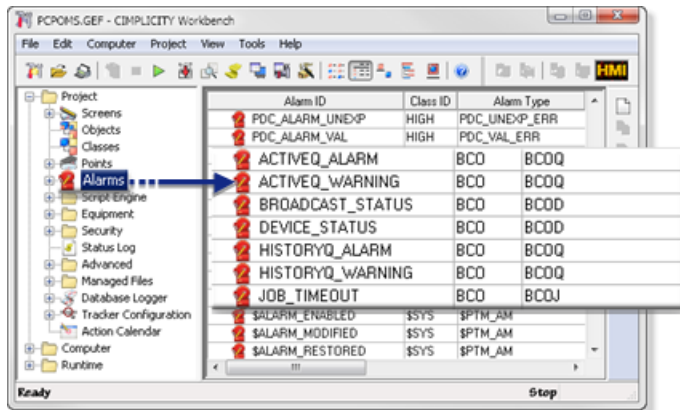 PCPOMS.GEF - CIMPLICITY Workbench
File Edit Computer Project View Tools Help
HMI
Project
Screens
Objects
Classes
Points
Alarms
Script Engine
Equipment
Security
Status Log
Advanced
Managed Files
Database Logger
Tracker Configuration
Action Calendar
Computer
Runtime
Alarm ID Class ID Alarm Type
PDC_ALARM_UNEXP HIGH PDC_UNEXP_ERR
PDC_ALARM_VAL HIGH PDC_VAL_ERR
ACTIVEQ_ALARM BCO BCOQ
ACTIVEQ_WARNING BCO BCOQ
BROADCAST_STATUS BCO BCOD
DEVICE_STATUS BCO BCOD
HISTORYQ_ALARM BCO BCOQ
HISTORYQ_WARNING BCO BCOQ
JOB_TIMEOUT BCO BCOJ
$ALARM_ENABLED $SYS $PTM_AM
$ALARM_MODIFIED $SYS $PTM_AM
$ALARM_RESTORED $SYS $PTM_AM
Ready Stop